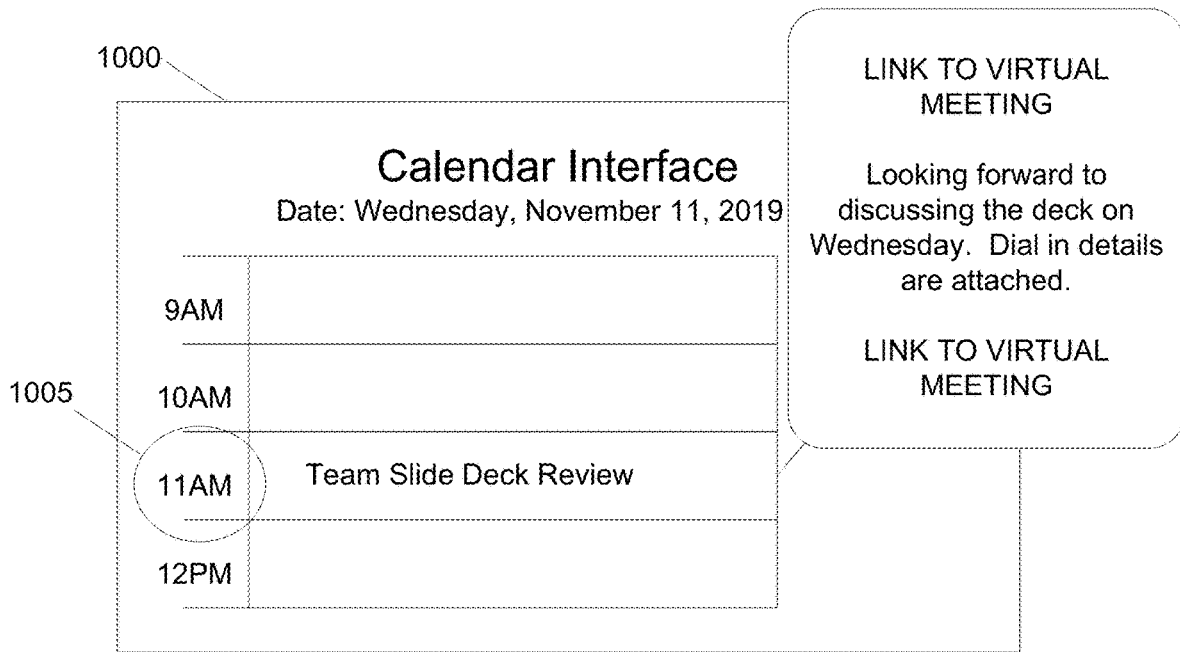 1000
Calendar Interface
Date: Wednesday, November 11, 2019
9AM
10AM
1005
11AM
Team Slide Deck Review
12PM
LINK TO VIRTUAL
MEETING
Looking forward to
discussing the deck on
Wednesday. Dial in details
are attached.
LINK TO VIRTUAL
MEETING